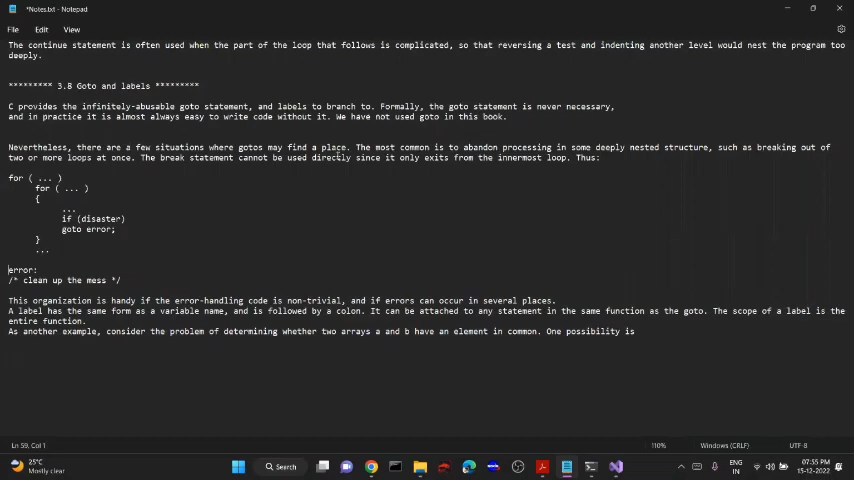 *Notes.txt - Notepad
File Edit View
The continue statement is often used when the part of the loop that follows is complicated, so that reversing a test and indenting another level would nest the program too
deeply.
********* 3.8 Goto and labels *********
C provides the infinitely-abusable goto statement, and labels to branch to. Formally, the goto statement is never necessary,
and in practice it is almost always easy to write code without it. We have not used goto in this book.
Nevertheless, there are a few situations where gotos may find a place. The most common is to abandon processing in some deeply nested structure, such as breaking out of
two or more loops at once. The break statement cannot be used directly since it only exits from the innermost loop. Thus:
for ( ... )
for ( ... )
{
...
if (disaster)
goto error;
}
...
error:
/* clean up the mess */
This organization is handy if the error-handling code is non-trivial, and if errors can occur in several places.
A label has the same form as a variable name, and is followed by a colon. It can be attached to any statement in the same function as the goto. The scope of a label is the
entire function.
As another example, consider the problem of determining whether two arrays a and b have an element in common. One possibility is
Ln 59, Col 1 110% Windows (CRLF) UTF-8
25°C
Mostly clear
Search
ENG
IN
07:55 PM
15-12-2022